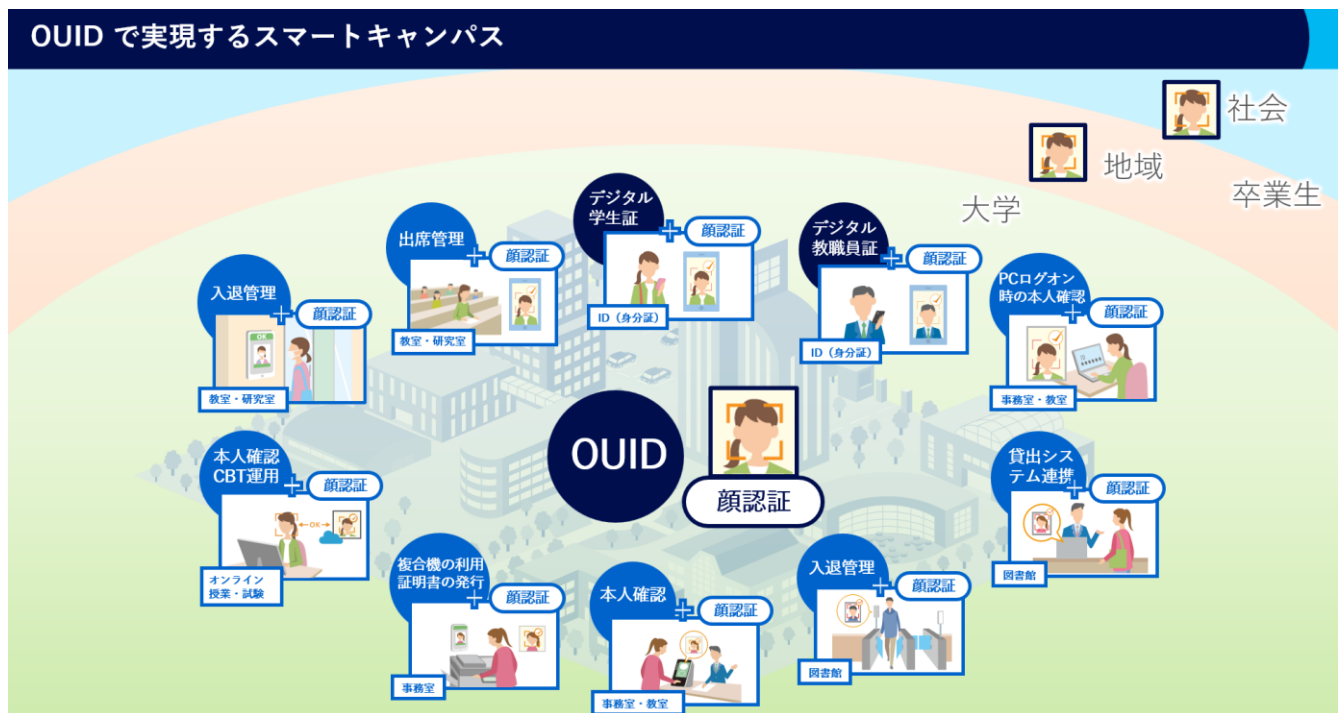 OUID で実現するスマートキャンパス
社会
地域
卒業生
大学
デジタル
学生証
顔認証
ID（身分証）
デジタル
教職員証
顔認証
ID（身分証）
出席管理
顔認証
教室・研究室
入退管理
顔認証
OK
教室・研究室
PCログオン
時の本人確認
顔認証
事務室・教室
OUID
顔認証
本人確認
CBT運用
顔認証
OK
オンライン
授業・試験
貸出シス
テム連携
顔認証
図書館
複合機の利用
証明書の発行
顔認証
事務室
本人確認
顔認証
事務室・教室
入退管理
顔認証
図書館